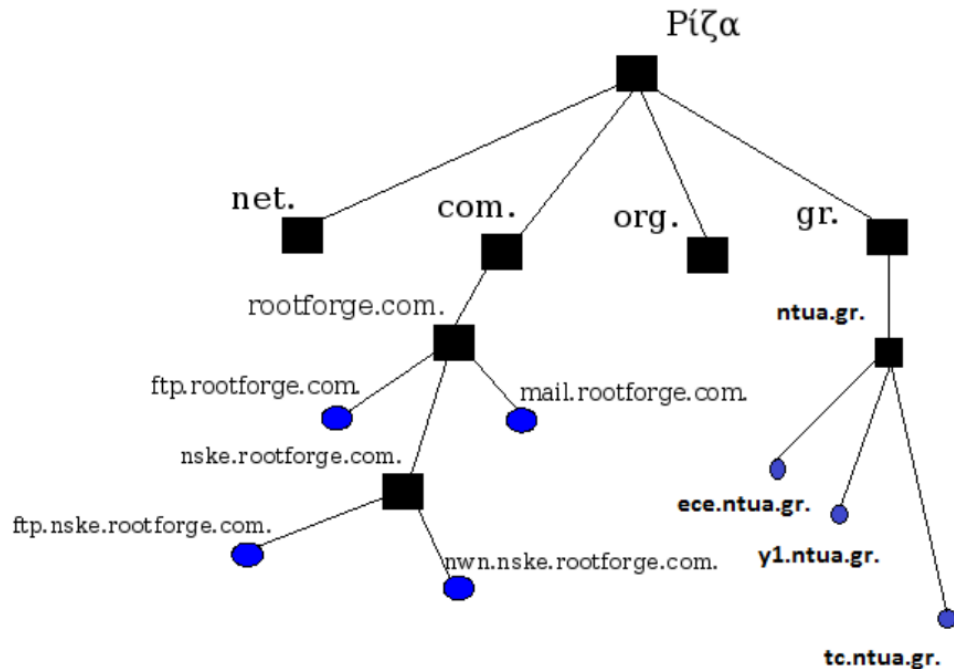 Ρίζα
net.
com.
org.
gr.
rootforge.com.
ntua.gr.
ftp.rootforge.com.
mail.rootforge.com.
nske.rootforge.com.
ece.ntua.gr.
ftp.nske.rootforge.com.
nwn.nske.rootforge.com.
y1.ntua.gr.
tc.ntua.gr.